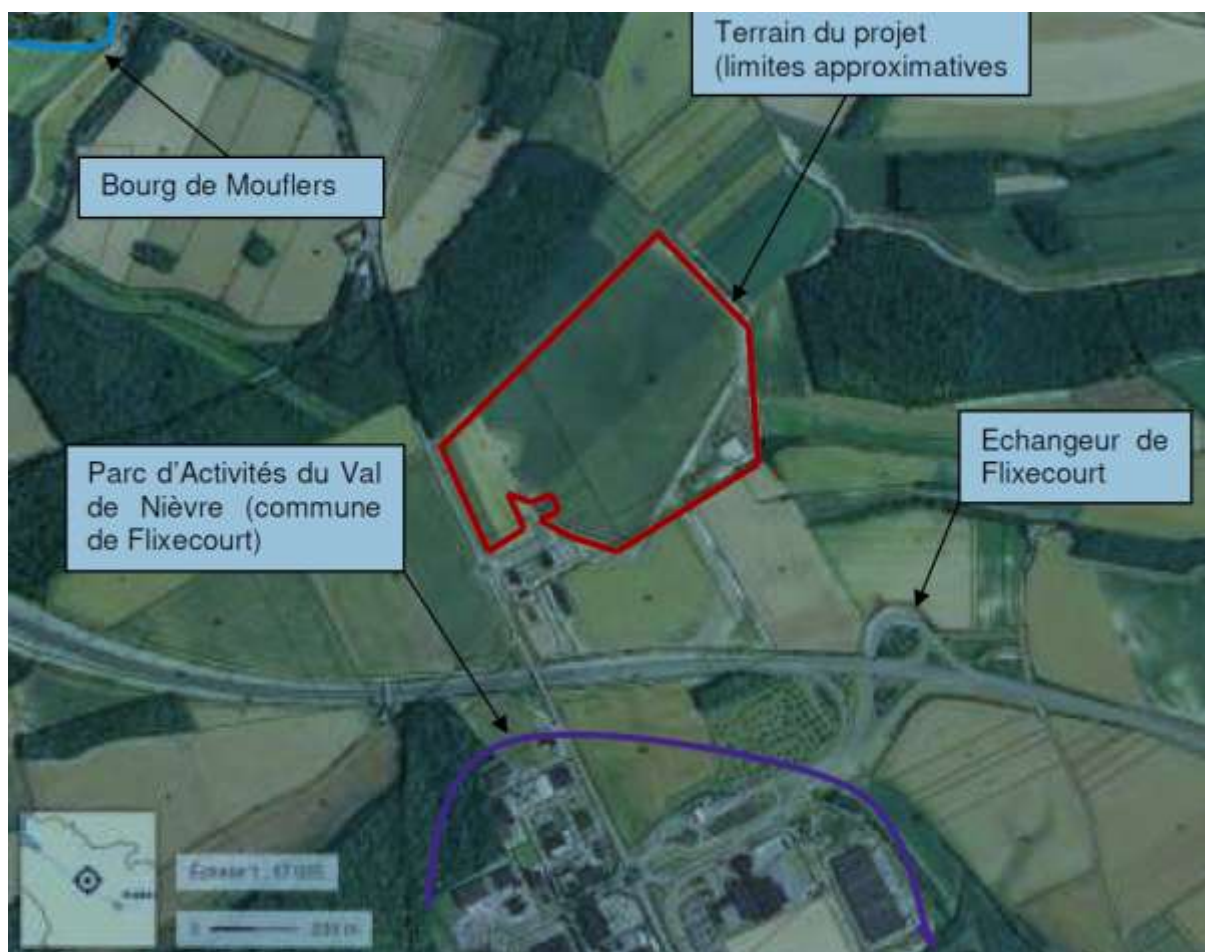 Terrain du projet
(limites approximatives
Bourg de Mouflers
Parc d'Activités du Val
de Nièvre (commune
de Flixecourt)
Echangeur de
Flixecourt
0